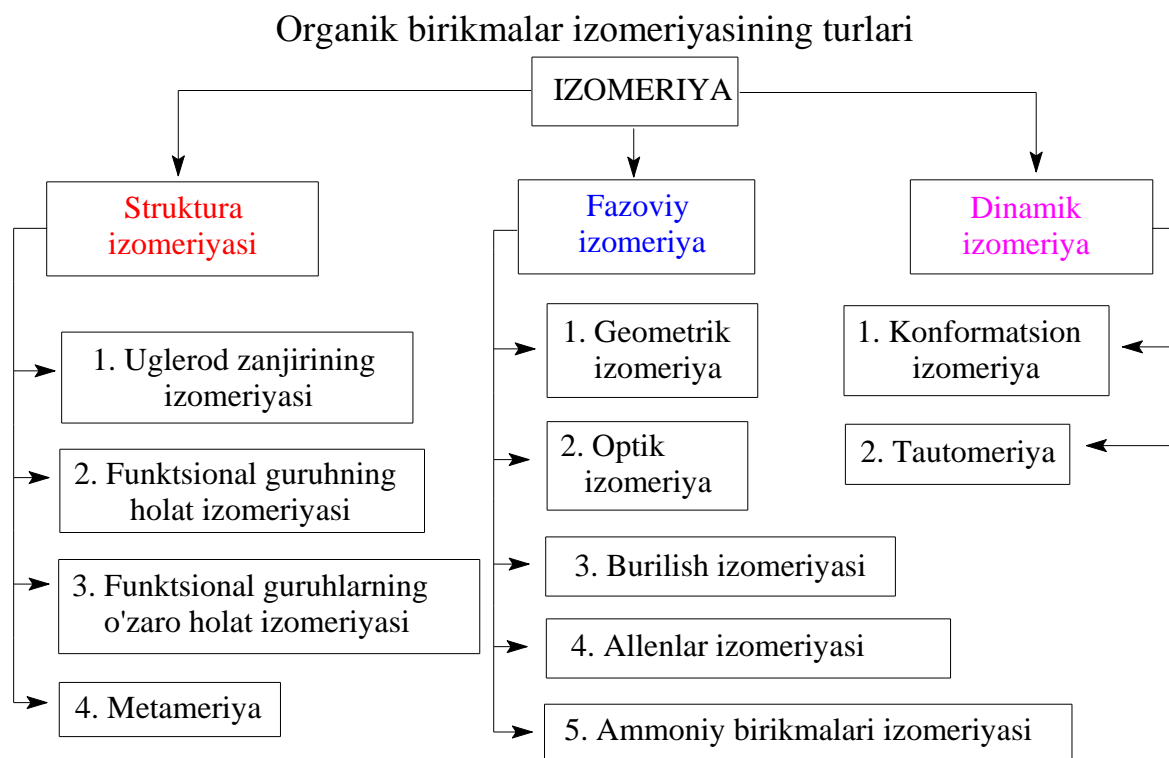 Organik birikmalar izomeriyasining turlari
IZOMERIYA
Struktura
izomeriyasi
1. Uglerod zanjirining
izomeriyasi
2. Funktsional guruhning
holat izomeriyasi
3. Funktsional guruhlarning
o'zaro holat izomeriyasi
4. Metameriya
Fazoviy
izomeriya
1. Geometrik
izomeriya
2. Optik
izomeriya
3. Burilish izomeriyasi
4. Allenlar izomeriyasi
5. Ammoniy birikmalari izomeriyasi
Dinamik
izomeriya
1. Konformatsion
izomeriya
2. Tautomeriya